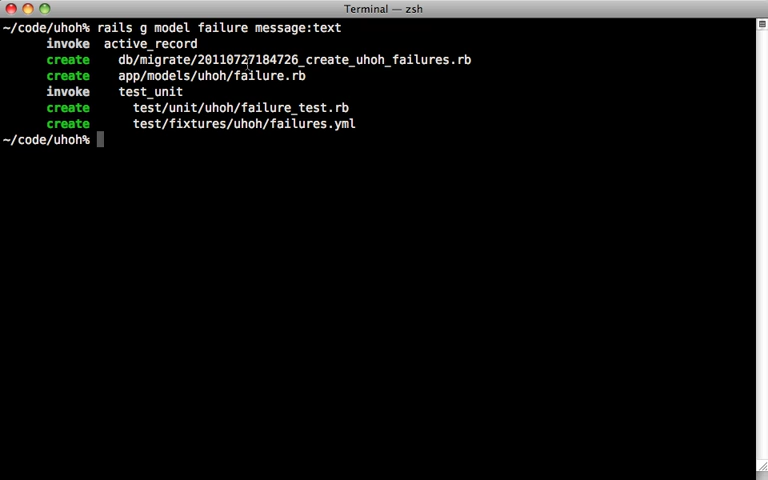 Terminal — zsh
~/code/uhoh% rails g model failure message:text
invoke active_record
create db/migrate/20110727184726_create_uhoh_failures.rb
create app/models/uhoh/failure.rb
invoke test_unit
create test/unit/uhoh/failure_test.rb
create test/fixtures/uhoh/failures.yml
~/code/uhoh%